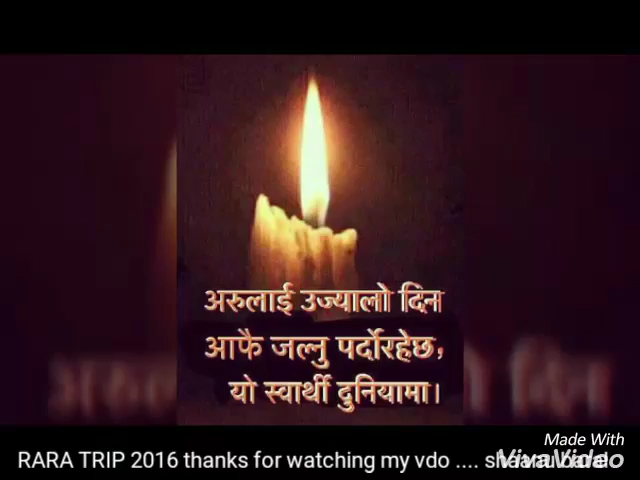 अरुलाई उज्यालो दिन
आफै जल्नु पर्दोरहेछ,
यो स्वार्थी दुनियामा।
Made With
VivaVideo
RARA TRIP 2016 thanks for watching my vdo ....